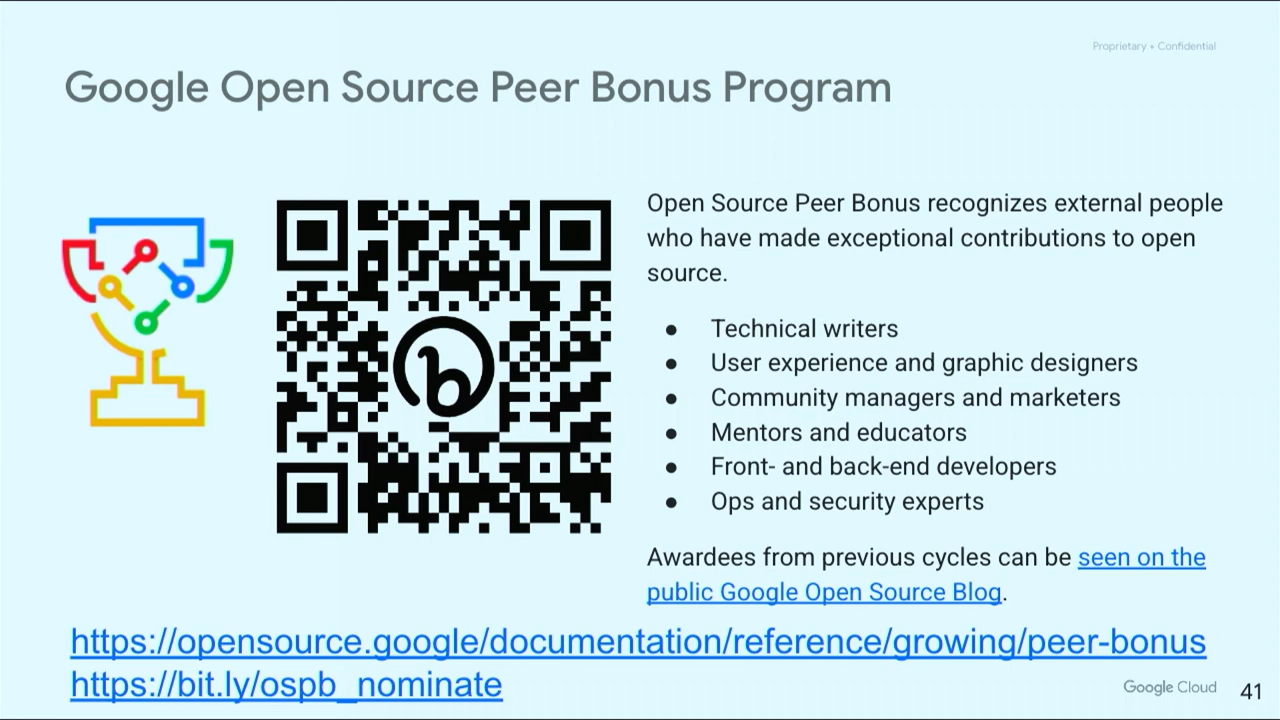 Proprietary + Confidential
Google Open Source Peer Bonus Program
Open Source Peer Bonus recognizes external people
who have made exceptional contributions to open
source.
● Technical writers
● User experience and graphic designers
● Community managers and marketers
● Mentors and educators
● Front- and back-end developers
● Ops and security experts
Awardees from previous cycles can be seen on the
public Google Open Source Blog.
https://opensource.google/documentation/reference/growing/peer-bonus
https://bit.ly/ospb_nominate
Google Cloud
41